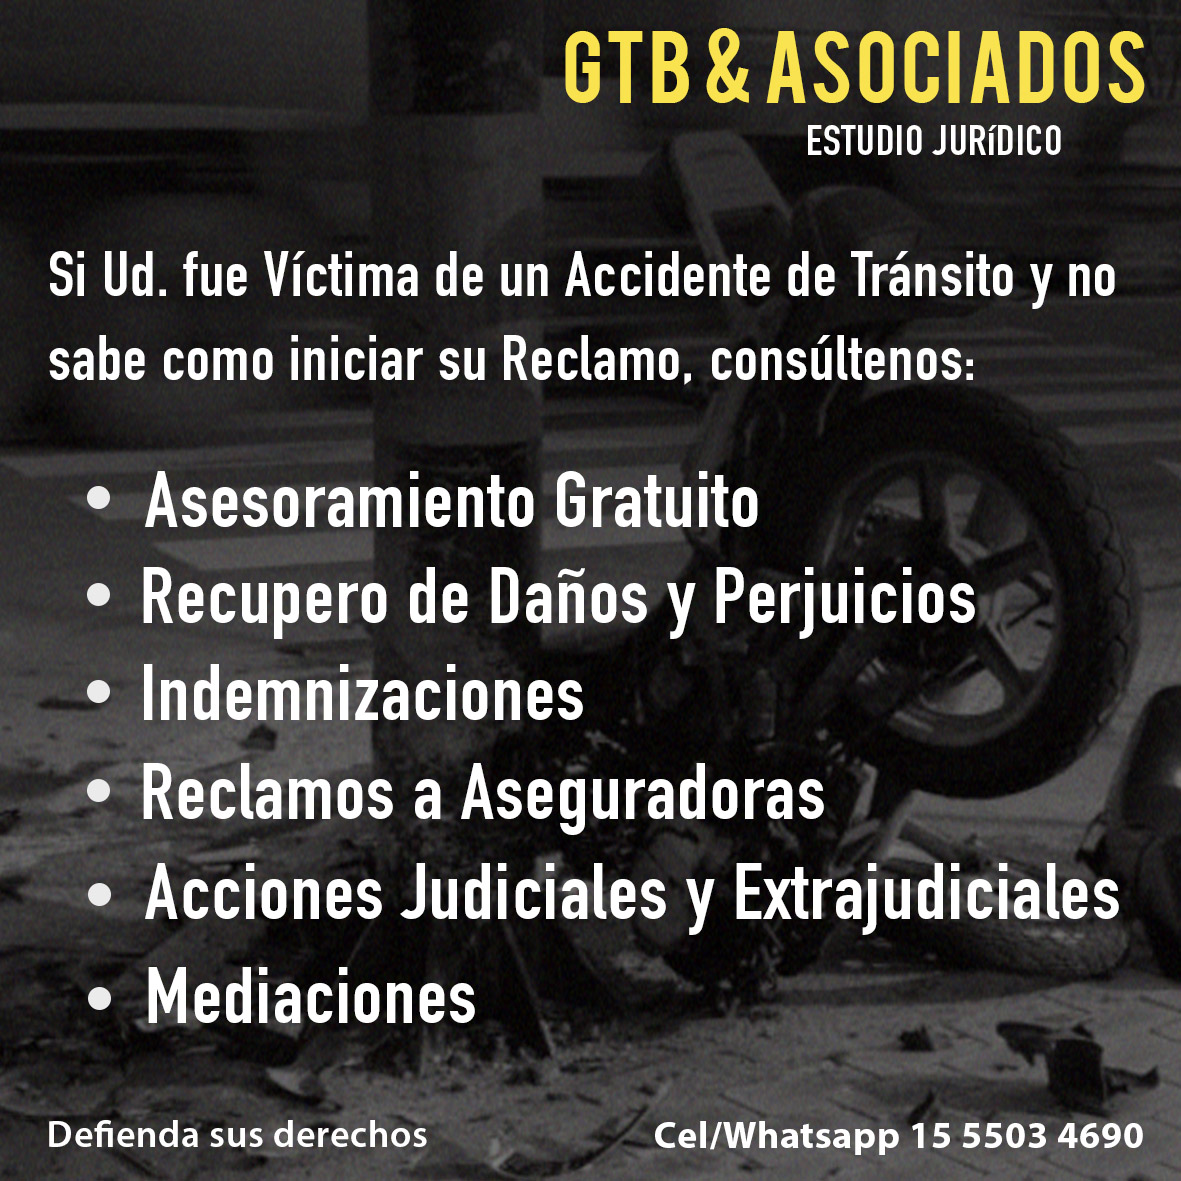 GTB & ASOCIADOS
ESTUDIO JURíDICO
Si Ud. fue Víctima de un Accidente de Tránsito y no
sabe como iniciar su Reclamo, consúltenos:
• Asesoramiento Gratuito
• Recupero de Daños y Perjuicios
• Indemnizaciones
• Reclamos a Aseguradoras
• Acciones Judiciales y Extrajudiciales
• Mediaciones
Defienda sus derechos
Cel/Whatsapp 15 5503 4690